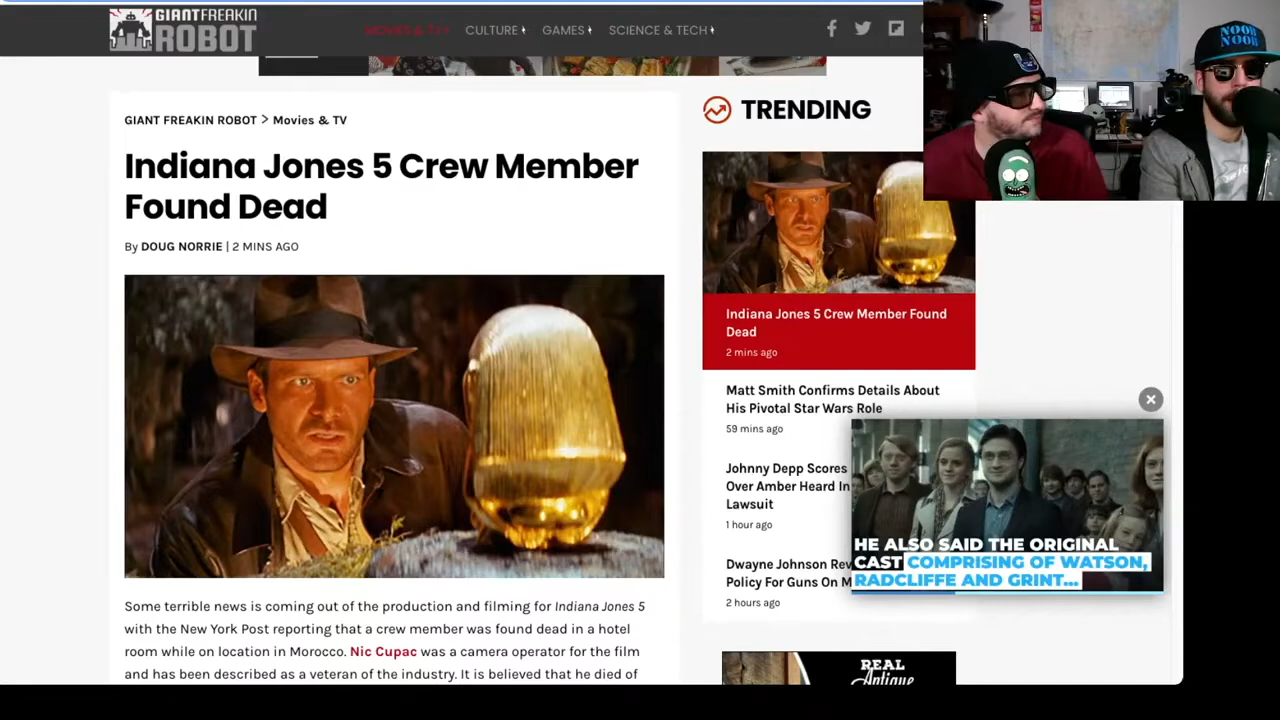 GIANT FREAKIN
ROBOT
MOVIES & TV
CULTURE
GAMES
SCIENCE & TECH
NOOB
NOOB
GIANT FREAKIN ROBOT > Movies & TV
Indiana Jones 5 Crew Member
Found Dead
By DOUG NORRIE | 2 MINS AGO
Some terrible news is coming out of the production and filming for Indiana Jones 5
with the New York Post reporting that a crew member was found dead in a hotel
room while on location in Morocco. Nic Cupac was a camera operator for the film
and has been described as a veteran of the industry. It is believed that he died of
TRENDING
Indiana Jones 5 Crew Member Found
Dead
2 mins ago
Matt Smith Confirms Details About
His Pivotal Star Wars Role
59 mins ago
Johnny Depp Scores
Over Amber Heard In
Lawsuit
1 hour ago
Dwayne Johnson Rev
Policy For Guns On M
2 hours ago
HE ALSO SAID THE ORIGINAL
CAST COMPRISING OF WATSON,
RADCLIFFE AND GRINT...
REAL
Antique